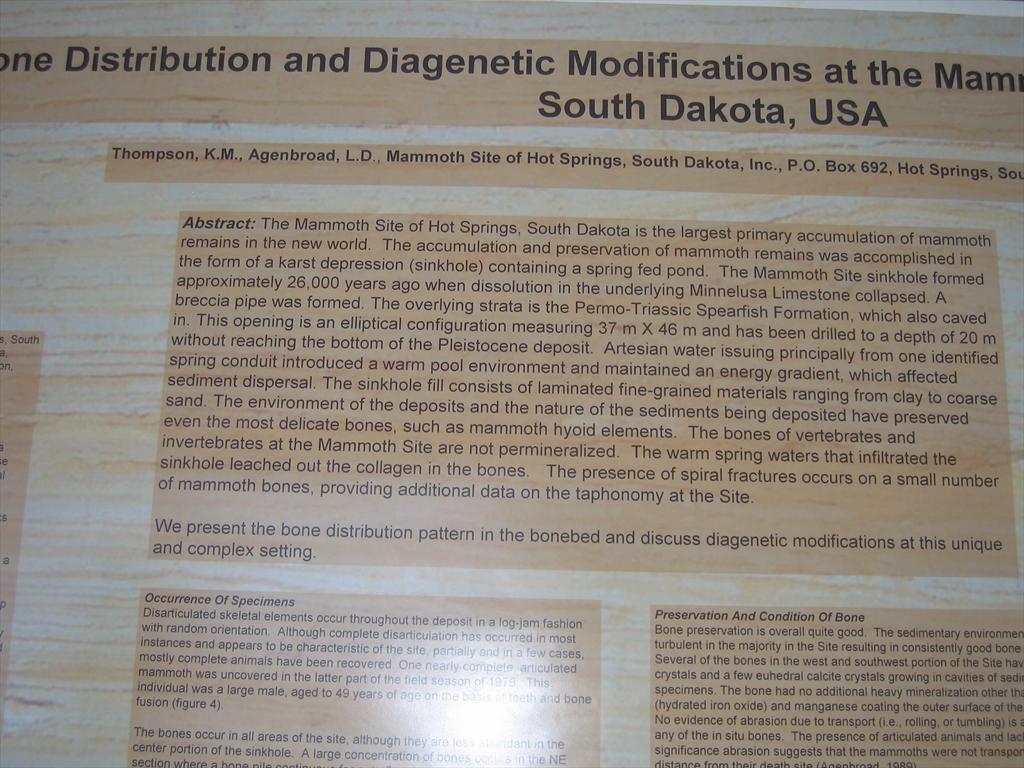 one Distribution and Diagenetic Modifications at the Mam
South Dakota, USA
Thompson, K.M., Agenbroad, L.D., Mammoth Site of Hot Springs, South Dakota, Inc., P.O. Box 692, Hot Springs, Sou
Abstract: The Mammoth Site of Hot Springs, South Dakota is the largest primary accumulation of mammoth
remains in the new world. The accumulation and preservation of mammoth remains was accomplished in
the form of a karst depression (sinkhole) containing a spring fed pond. The Mammoth Site sinkhole formed
approximately 26,000 years ago when dissolution in the underlying Minnelusa Limestone collapsed. A
breccia pipe was formed. The overlying strata is the Permo-Triassic Spearfish Formation, which also caved
in. This opening is an elliptical configuration measuring 37 m X 46 m and has been drilled to a depth of 20 m
without reaching the bottom of the Pleistocene deposit. Artesian water issuing principally from one identified
spring conduit introduced a warm pool environment and maintained an energy gradient, which affected
sediment dispersal. The sinkhole fill consists of laminated fine-grained materials ranging from clay to coarse
sand. The environment of the deposits and the nature of the sediments being deposited have preserved
even the most delicate bones, such as mammoth hyoid elements. The bones of vertebrates and
invertebrates at the Mammoth Site are not permineralized. The warm spring waters that infiltrated the
sinkhole leached out the collagen in the bones. The presence of spiral fractures occurs on a small number
of mammoth bones, providing additional data on the taphonomy at the Site.
We present the bone distribution pattern in the bonebed and discuss diagenetic modifications at this unique
and complex setting.
s, South
a,
on,
Occurrence Of Specimens
Disarticulated skeletal elements occur throughout the deposit in a log-jam fashion
with random orientation. Although complete disarticulation has occurred in most
instances and appears to be characteristic of the site, partially and in a few cases,
mostly complete animals have been recovered. One nearly complete, articulated
mammoth was uncovered in the latter part of the field season of 1979. This
individual was a large male, aged to 49 years of age on the basis of teeth and bone
fusion (figure 4).
The bones occur in all areas of the site, although they are less abundant in the
center portion of the sinkhole. A large concentration of bones occurs in the NE
section where a bone pile
Preservation And Condition Of Bone
Bone preservation is overall quite good. The sedimentary environmen
turbulent in the majority in the Site resulting in consistently good bone
Several of the bones in the west and southwest portion of the Site hav
crystals and a few euhedral calcite crystals growing in cavities of sedi
specimens. The bone had no additional heavy mineralization other tha
(hydrated iron oxide) and manganese coating the outer surface of the
No evidence of abrasion due to transport (i.e., rolling, or tumbling) is a
any of the in situ bones. The presence of articulated animals and lac
significance abrasion suggests that the mammoths were not transpor
distance from their death site (Agenbroad, 1989)